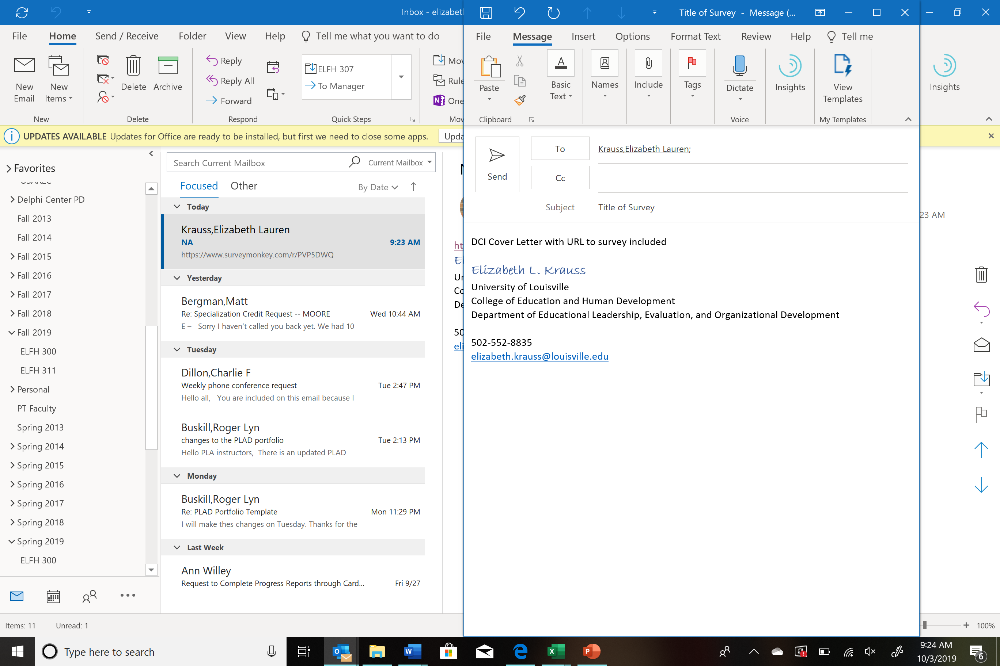 Inbox - elizabeth
File Home Send / Receive Folder View Help Tell me what you want to do
New Email
New Items
Delete
Archive
Reply
Reply All
Forward
ELFH 307
To Manager
New Delete Respond Quick Steps
UPDATES AVAILABLE Updates for Office are ready to be installed, but first we need to close some apps.
Favorites
Delphi Center PD
Fall 2013
Fall 2014
Fall 2015
Fall 2016
Fall 2017
Fall 2018
Fall 2019
ELFH 300
ELFH 311
Personal
PT Faculty
Spring 2013
Spring 2014
Spring 2015
Spring 2016
Spring 2017
Spring 2018
Spring 2019
ELFH 300
Items: 11 Unread: 1
Search Current Mailbox Current Mailbox
Focused Other By Date
Today
Krauss,Elizabeth Lauren
NA 9:23 AM
https://www.surveymonkey.com/r/PVP5DWQ
Yesterday
Bergman,Matt
Re: Specialization Credit Request -- MOORE Wed 10:44 AM
E – Sorry I haven't called you back yet. We had 10
Tuesday
Dillon,Charlie F
Weekly phone conference request Tue 2:47 PM
Hello all, You are included on this email because I
Buskill,Roger Lyn
changes to the PLAD portfolio Tue 2:13 PM
Hello PLA instructors, There is an updated PLAD
Monday
Buskill,Roger Lyn
Re: PLAD Portfolio Template Mon 11:29 PM
I will make thes changes on Tuesday. Thanks for the
Last Week
Ann Willey
Request to Complete Progress Reports through Card... Fri 9/27
Title of Survey - Message (...
File Message Insert Options Format Text Review Help Tell me
Paste
Basic Text
Names
Include
Tags
Dictate
Insights
View Templates
Insights
Clipboard Voice My Templates
Send
To Krauss,Elizabeth Lauren;
Cc
Subject Title of Survey
23 AM
DCI Cover Letter with URL to survey included
Elizabeth L. Krauss
University of Louisville
College of Education and Human Development
Department of Educational Leadership, Evaluation, and Organizational Development
502-552-8835
elizabeth.krauss@louisville.edu
100%
Type here to search
9:24 AM
10/3/2019
6